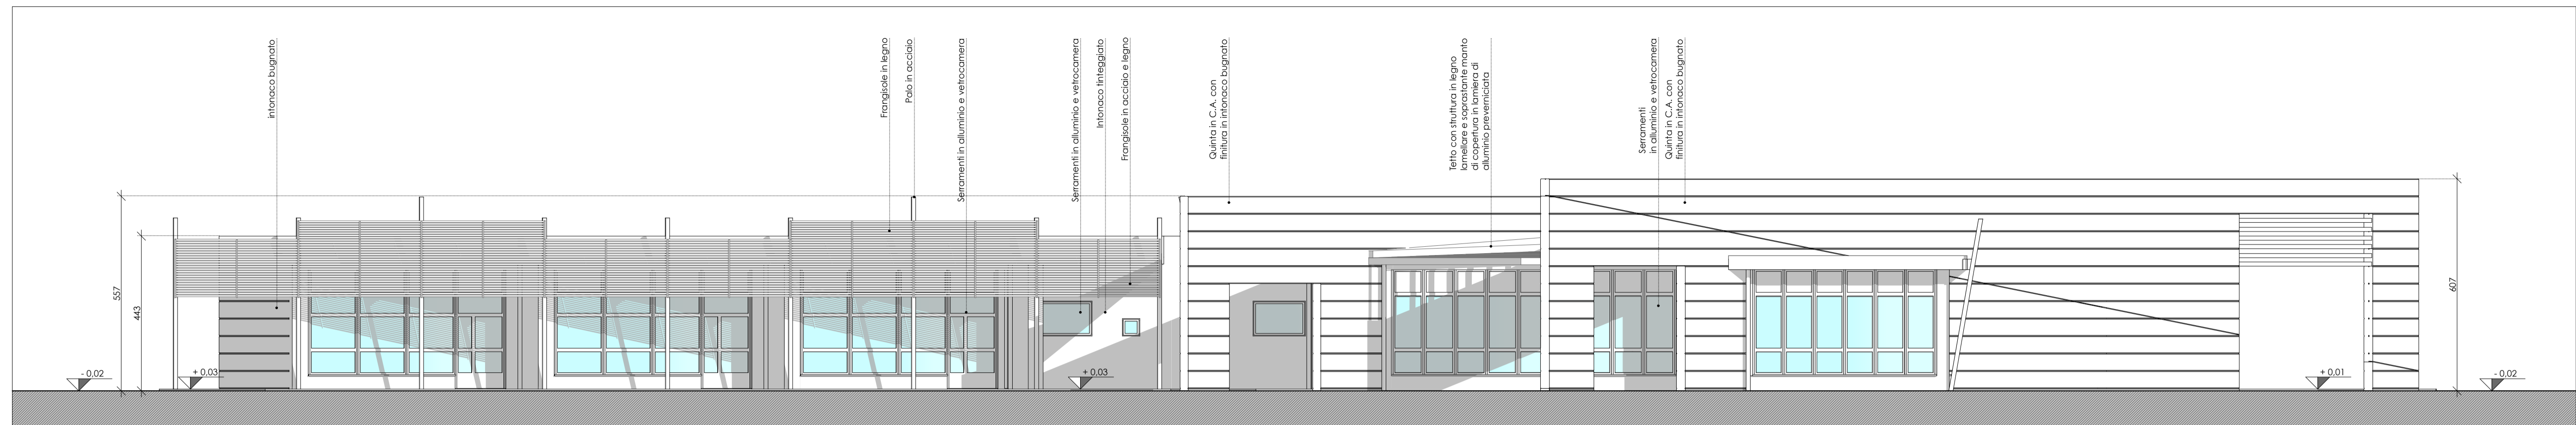 intonaco bugnato
Frangisole in legno
Palo in acciaio
Serramenti in alluminio e vetrocamera
Serramenti in alluminio e vetrocamera
Intonaco tinteggiato
Frangisole in acciaio e legno
Quinta in C.A. con
finitura in intonaco bugnato
Tetto con struttura in legno
lamellare e soprastante manto
di copertura in lamiera di
alluminio preverniciata
Serramenti
in alluminio e vetrocamera
Quinta in C.A. con
finitura in intonaco bugnato
557
443
607
- 0,02
+ 0,03
+ 0,03
+ 0,01
- 0,02